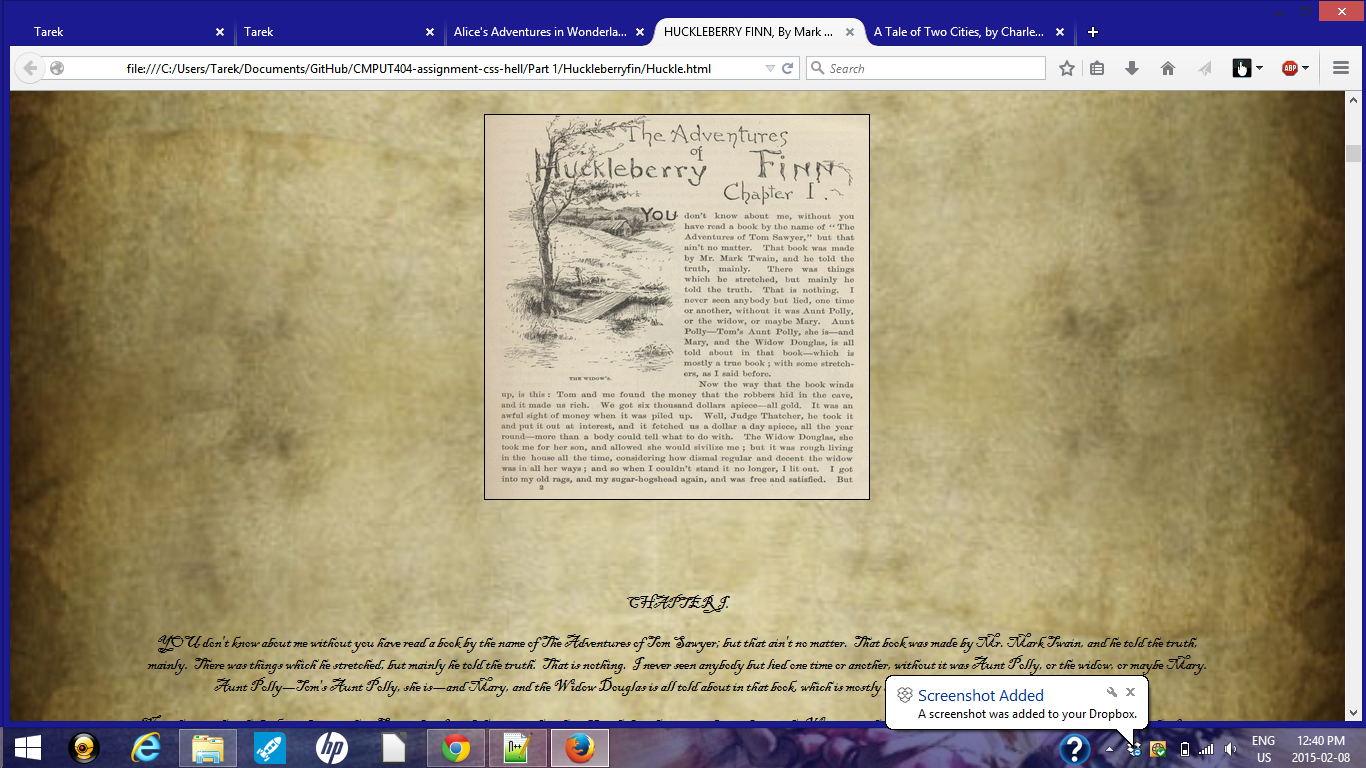 Tarek
Tarek
Alice's Adventures in Wonderla...
HUCKLEBERRY FINN, By Mark ...
A Tale of Two Cities, by Charle...
file:///C:/Users/Tarek/Documents/GitHub/CMPUT404-assignment-css-hell/Part 1/Huckleberryfin/Huckle.html
Search
ABP
The Adventures
of
Huckleberry Finn
Chapter I.
You don't know about me, without you
have read a book by the name of "The
Adventures of Tom Sawyer," but that
ain't no matter. That book was made
by Mr. Mark Twain, and he told the
truth, mainly. There was things
which he stretched, but mainly he
told the truth. That is nothing. I
never seen anybody but lied, one time
or another, without it was Aunt Polly,
or the widow, or maybe Mary. Aunt
Polly—Tom's Aunt Polly, she is—and
Mary, and the Widow Douglas, is all
told about in that book—which is
mostly a true book; with some stretch-
ers, as I said before.
THE WIDOW'S.
Now the way that the book winds
up, is this: Tom and me found the money that the robbers hid in the cave,
and it made us rich. We got six thousand dollars apiece—all gold. It was an
awful sight of money when it was piled up. Well, Judge Thatcher, he took it
and put it out at interest, and it fetched us a dollar a day apiece, all the year
round—more than a body could tell what to do with. The Widow Douglas, she
took me for her son, and allowed she would sivilize me; but it was rough living
in the house all the time, considering how dismal regular and decent the widow
was in all her ways; and so when I couldn't stand it no longer, I lit out. I got
into my old rags, and my sugar-hogshead again, and was free and satisfied. But
2
CHAPTER I.
YOU don't know about me without you have read a book by the name of The Adventures of Tom Sawyer; but that ain't no matter. That book was made by Mr. Mark Twain, and he told the truth,
mainly. There was things which he stretched, but mainly he told the truth. That is nothing. I never seen anybody but lied one time or another, without it was Aunt Polly, or the widow, or maybe Mary.
Aunt Polly—Tom's Aunt Polly, she is—and Mary, and the Widow Douglas is all told about in that book, which is mostly
Screenshot Added
A screenshot was added to your Dropbox.
hp
ENG
US
12:40 PM
2015-02-08